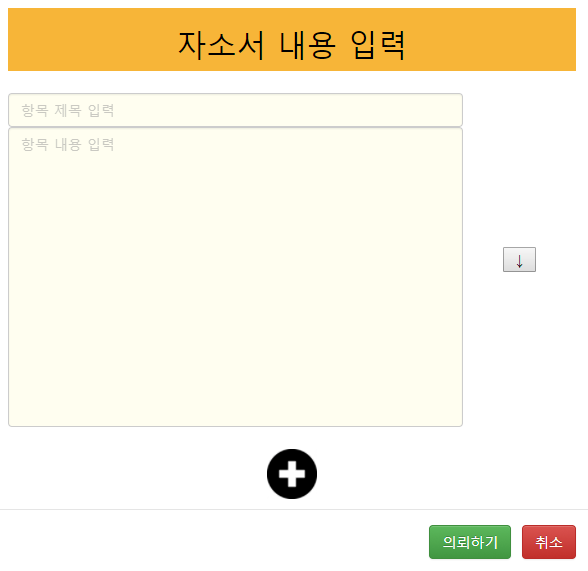 자소서 내용 입력
항목 제목 입력
항목 내용 입력
↓
의뢰하기 취소